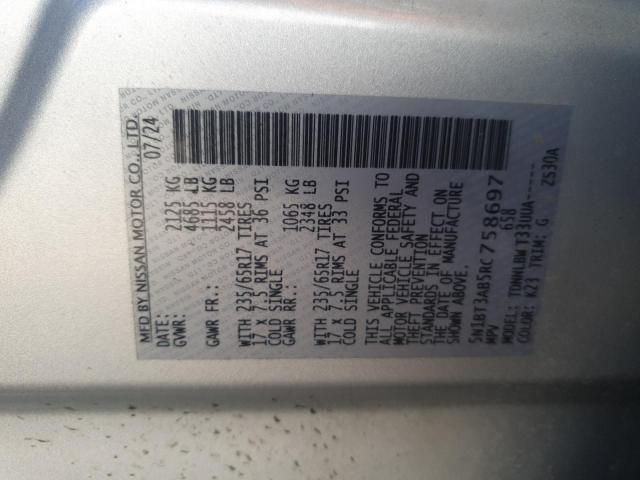 MFD BY NISSAN MOTOR CO., LTD.
DATE: 07/24
GVWR: 2125 KG
4685 LB
GAWR FR.: 1115 KG
2458 LB
WITH 235/65R17 TIRES
17 X 7.5 RIMS AT 36 PSI
COLD SINGLE
GAWR RR.: 1065 KG
2348 LB
WITH 235/65R17 TIRES
17 X 7.5 RIMS AT 33 PSI
COLD SINGLE
THIS VEHICLE CONFORMS TO
ALL APPLICABLE FEDERAL
MOTOR VEHICLE SAFETY AND
THEFT PREVENTION
STANDARDS IN EFFECT ON
THE DATE OF MANUFACTURE
SHOWN ABOVE.
5N1BT3AB5RC758697
MPV 658
MODEL: T33UUA-----
COLOR: K23 TRIM: G ZS30A